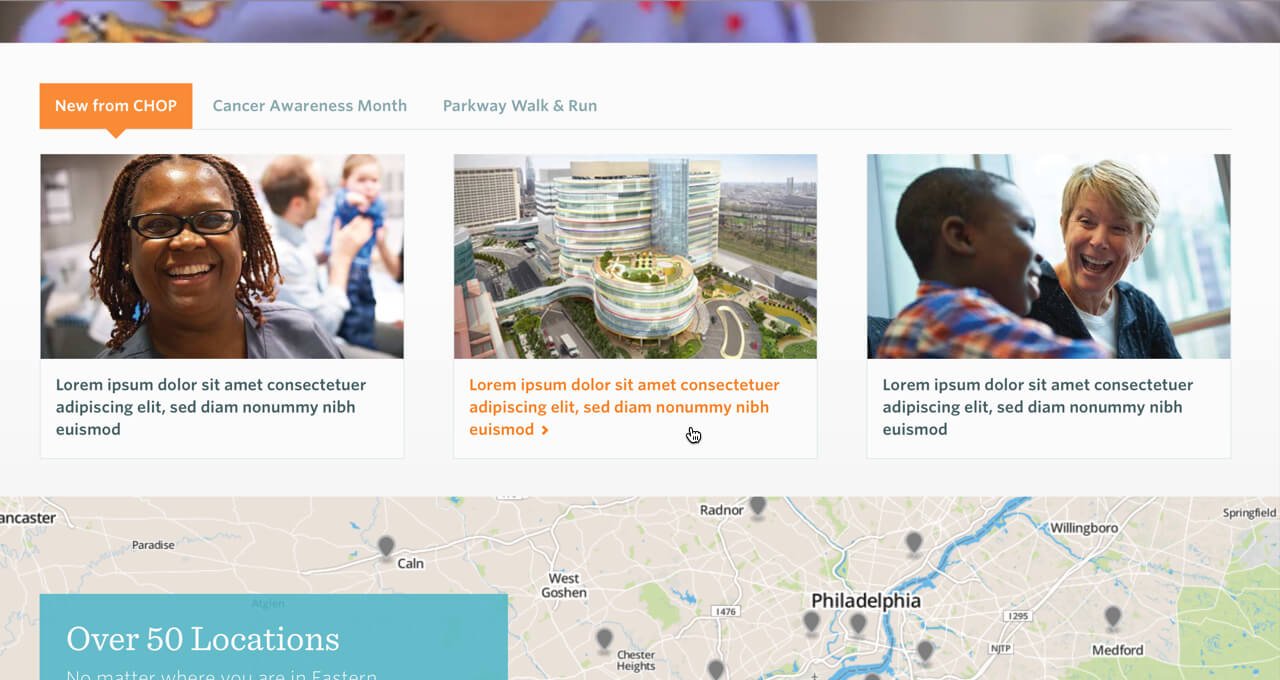 New from CHOP
Cancer Awareness Month
Parkway Walk & Run
Lorem ipsum dolor sit amet consectetuer
adipiscing elit, sed diam nonummy nibh
euismod
Lorem ipsum dolor sit amet consectetuer
adipiscing elit, sed diam nonummy nibh
euismod ›
Lorem ipsum dolor sit amet consectetuer
adipiscing elit, sed diam nonummy nibh
euismod
ancaster
Radnor
Springfield
Willingboro
Paradise
Caln
West
Goshen
Atglen
Philadelphia
1476
1295
NJTP
Medford
Chester
Heights
Over 50 Locations
No matter where you are in Eastern